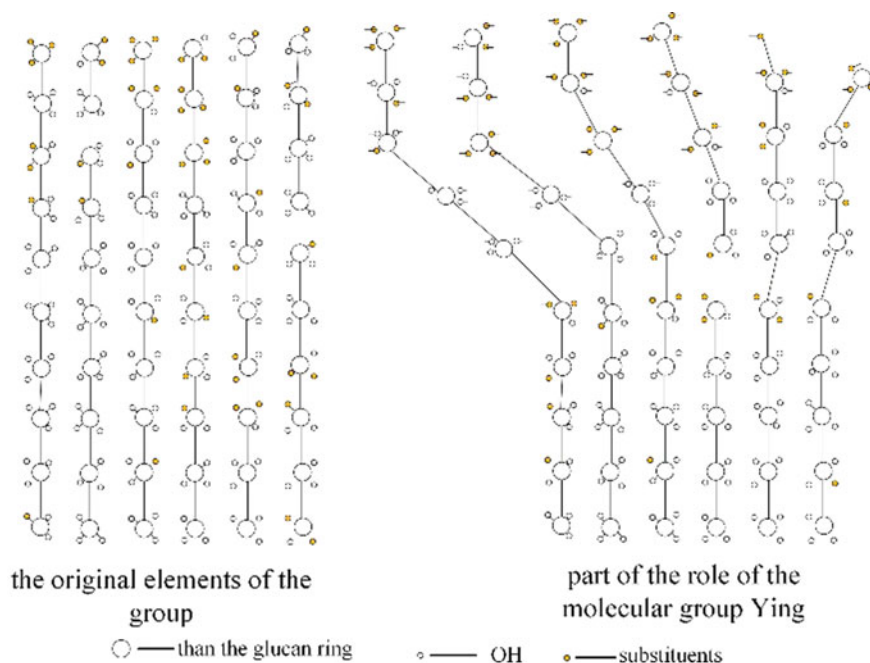 the original elements of the
group
part of the role of the
molecular group Ying
than the glucan ring
OH
substituents